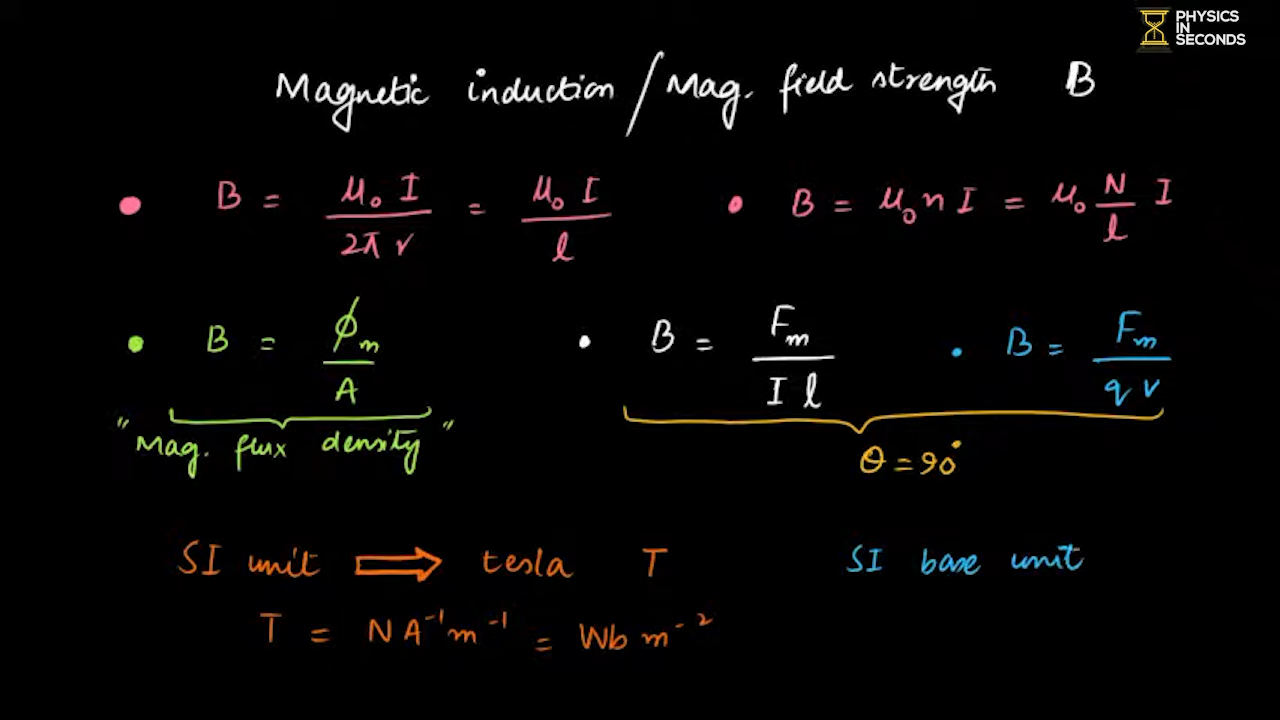 PHYSICS
IN
SECONDS
Magnetic induction / Mag. field strength B
• B = μ₀ I / 2π r = μ₀ I / l • B = μ₀ n I = μ₀ N / l I
• B = ϕₘ / A • B = Fₘ / I l • B = Fₘ / q v
" Mag. flux density "
θ = 90°
SI unit ⇒ tesla T SI base unit
T = N A⁻¹ m⁻¹ = Wb m⁻²